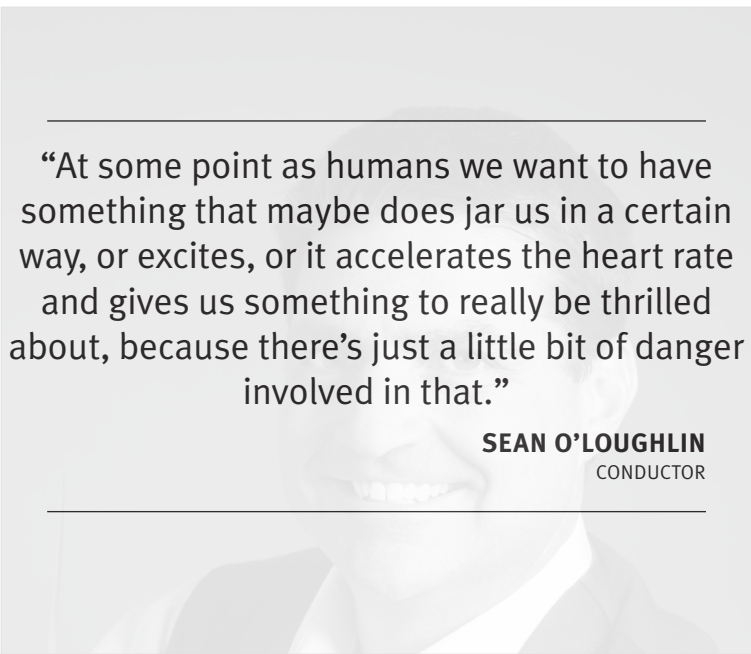 “At some point as humans we want to have
something that maybe does jar us in a certain
way, or excites, or it accelerates the heart rate
and gives us something to really be thrilled
about, because there’s just a little bit of danger
involved in that.”
SEAN O’LOUGHLIN
CONDUCTOR